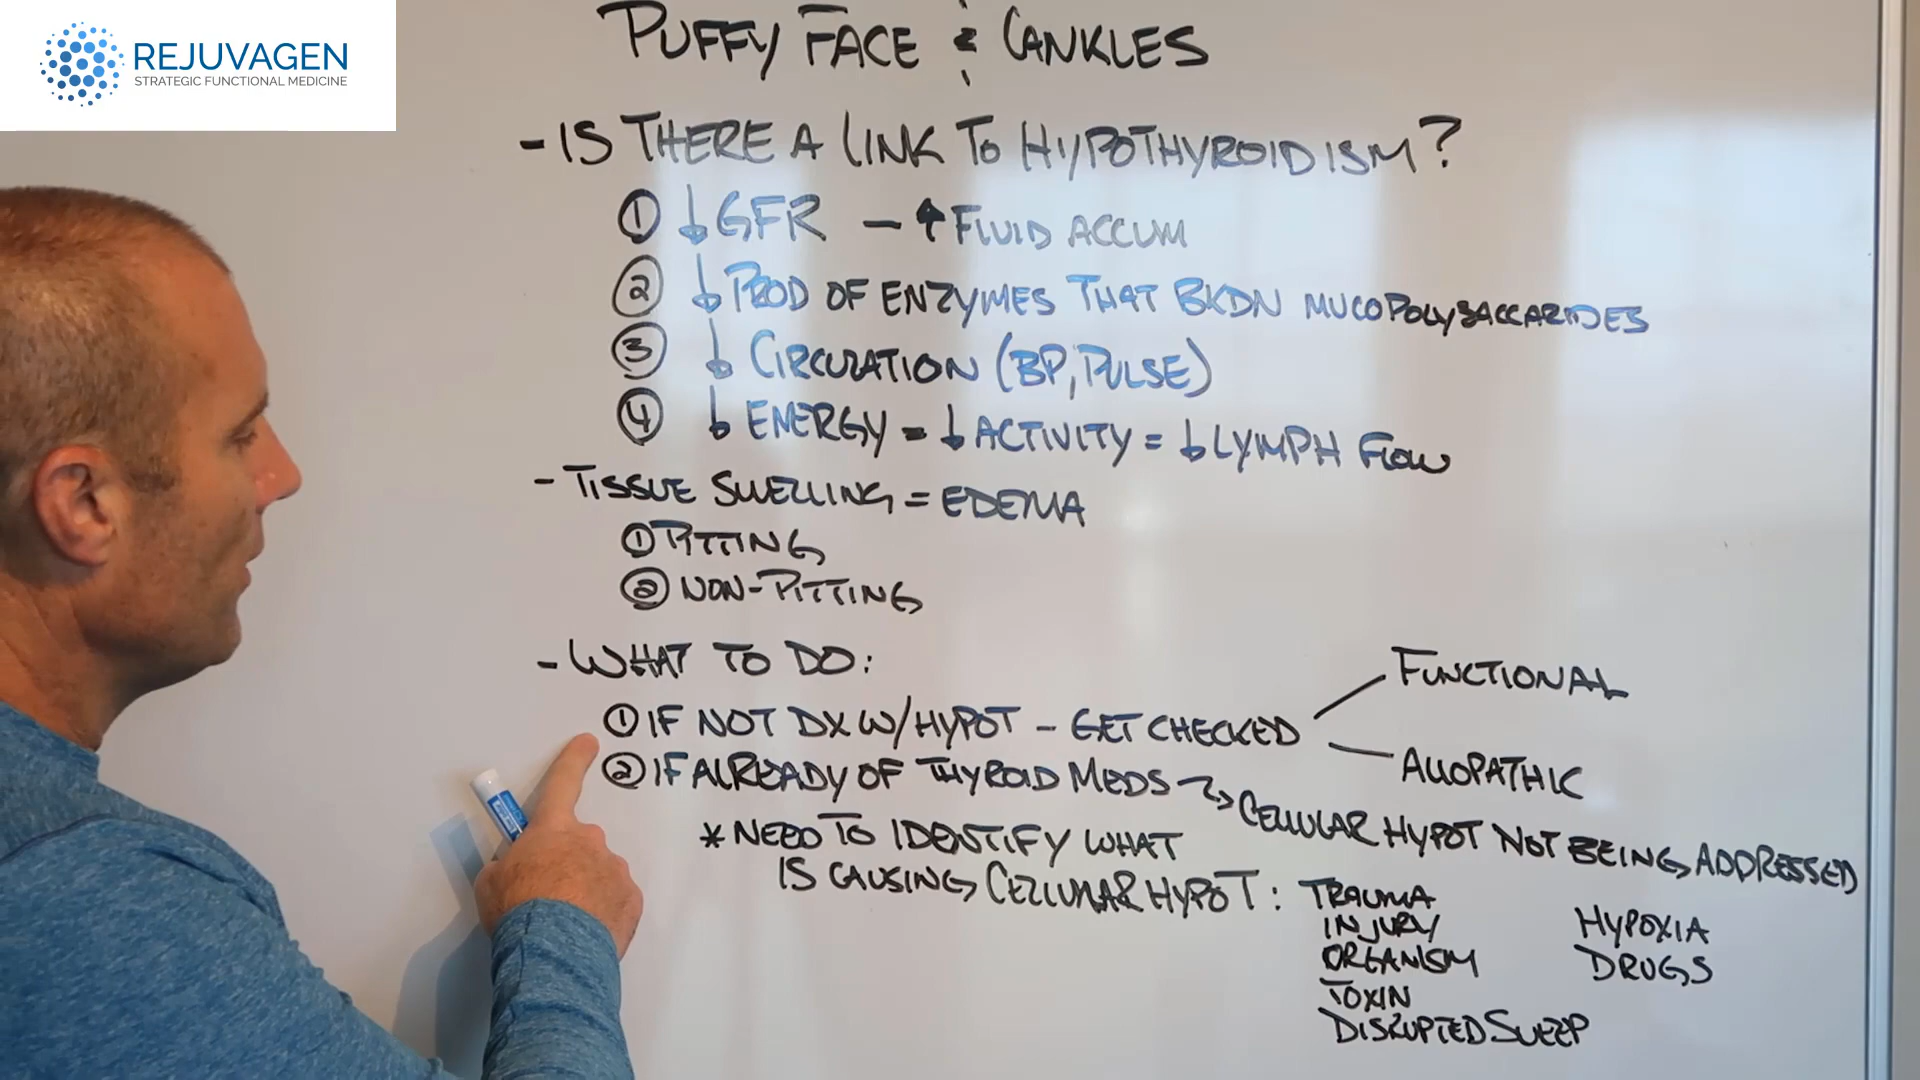 REJUVAGEN
STRATEGIC FUNCTIONAL MEDICINE
PUFFY FACE & CANKLES
- IS THERE A LINK TO HYPOTHYROIDISM?
① ↓ GFR - ↑ FLUID ACCUM
② ↓ PROD OF ENZYMES THAT BKDN MUCOPOLYSACCARIDES
③ ↓ CIRCULATION (BP, PULSE)
④ ↓ ENERGY = ↓ ACTIVITY = ↓ LYMPH FLOW
- TISSUE SWELLING = EDEMA
① PITTING
② NON-PITTING
- WHAT TO DO:
① IF NOT DX W/ HYPOT - GET CHECKED
FUNCTIONAL
ALLOPATHIC
② IF ALREADY OF THYROID MEDS → CELLULAR HYPOT NOT BEING ADDRESSED
* NEED TO IDENTIFY WHAT
IS CAUSING CELLULAR HYPOT: TRAUMA
INJURY
ORGANISM
TOXIN
DISRUPTED SLEEP
HYPOXIA
DRUGS